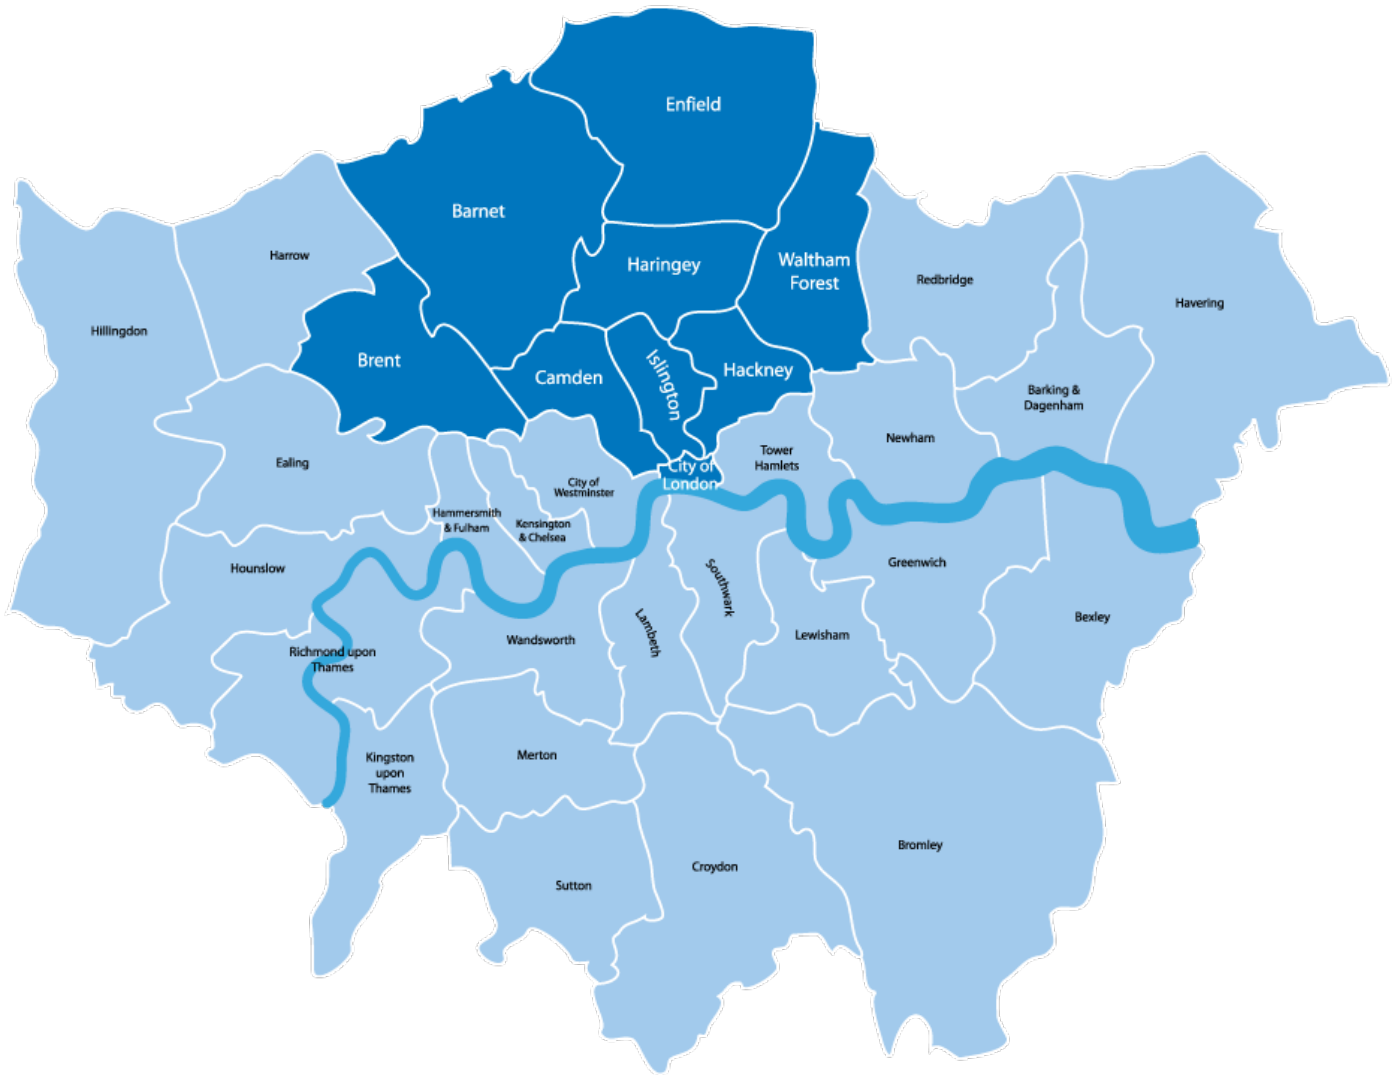 Enfield
Barnet
Harrow
Haringey
Waltham
Forest
Redbridge
Havering
Hillingdon
Brent
Camden
Islington
Hackney
Barking &
Dagenham
Newham
Ealing
Tower
Hamlets
City of
London
City of
Westminster
Hammersmith
& Fulham
Kensington
& Chelsea
Hounslow
Greenwich
Southwark
Bexley
Lambeth
Lewisham
Wandsworth
Richmond upon
Thames
Merton
Kingston
upon
Thames
Bromley
Croydon
Sutton